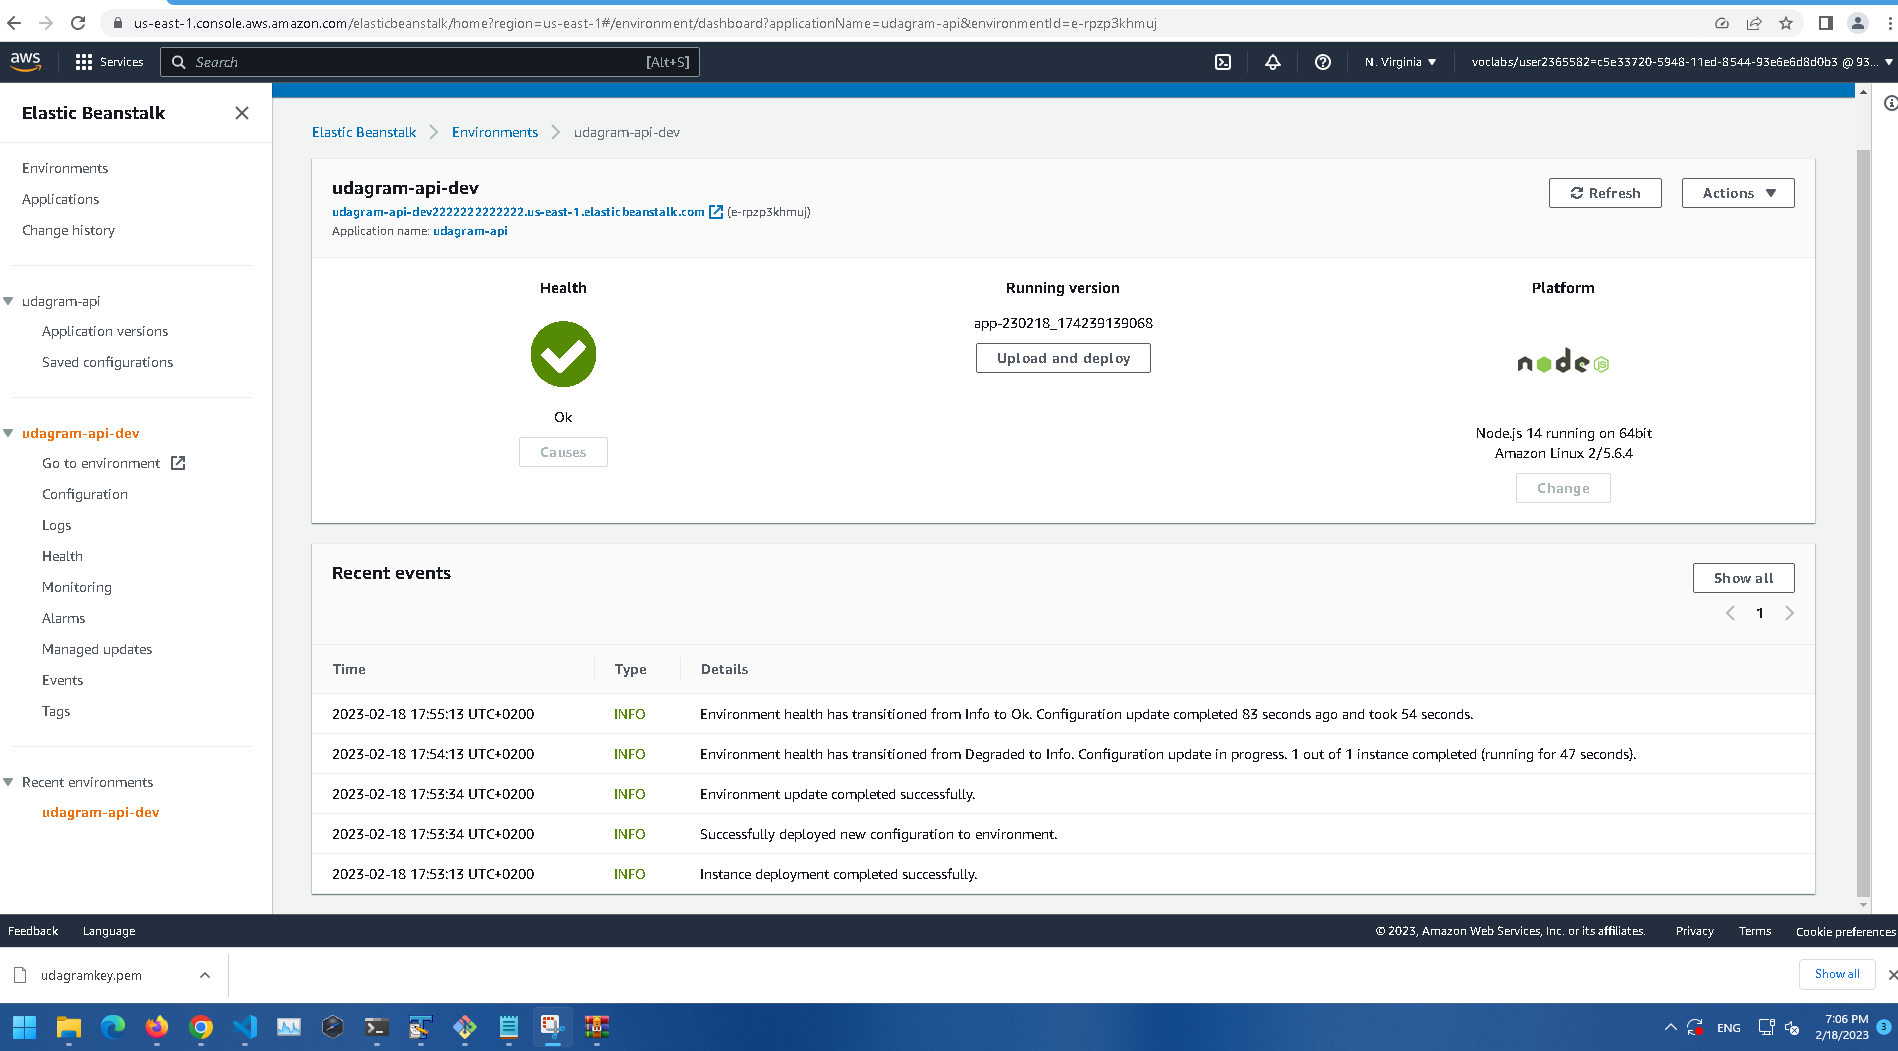 us-east-1.console.aws.amazon.com/elasticbeanstalk/home?region=us-east-1#/environment/dashboard?applicationName=udagram-api&environmentId=e-rpzp3khmuj
aws
Services
Search
[Alt+S]
N. Virginia
voclabs/user2365582=c5e33720-5948-11ed-8544-93e6e6d8d0b3 @ 93...
Elastic Beanstalk
Environments
Applications
Change history
udagram-api
Application versions
Saved configurations
udagram-api-dev
Go to environment
Configuration
Logs
Health
Monitoring
Alarms
Managed updates
Events
Tags
Recent environments
udagram-api-dev
Elastic Beanstalk
Environments
udagram-api-dev
udagram-api-dev
udagram-api-dev2222222222222.us-east-1.elasticbeanstalk.com (e-rpzp3khmuj)
Application name: udagram-api
Refresh
Actions
Health
Ok
Causes
Running version
app-230218_174239139068
Upload and deploy
Platform
node
JS
Node.js 14 running on 64bit
Amazon Linux 2/5.6.4
Change
Recent events
Show all
1
Time Type Details
2023-02-18 17:55:13 UTC+0200 INFO Environment health has transitioned from Info to Ok. Configuration update completed 83 seconds ago and took 54 seconds.
2023-02-18 17:54:13 UTC+0200 INFO Environment health has transitioned from Degraded to Info. Configuration update in progress. 1 out of 1 instance completed (running for 47 seconds).
2023-02-18 17:53:34 UTC+0200 INFO Environment update completed successfully.
2023-02-18 17:53:34 UTC+0200 INFO Successfully deployed new configuration to environment.
2023-02-18 17:53:13 UTC+0200 INFO Instance deployment completed successfully.
Feedback Language
© 2023, Amazon Web Services, Inc. or its affiliates. Privacy Terms Cookie preferences
udagramkey.pem
Show all
ENG
7:06 PM
2/18/2023
3